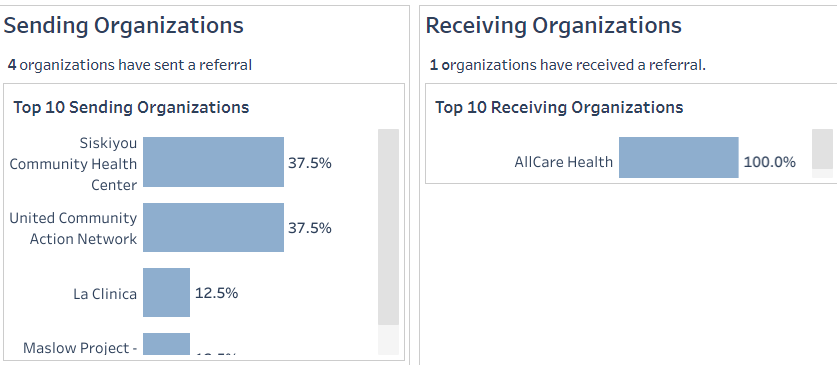 Sending Organizations
4 organizations have sent a referral
Top 10 Sending Organizations
Siskiyou
Community Health
Center
37.5%
United Community
Action Network
37.5%
La Clinica
12.5%
Maslow Project -
Receiving Organizations
1 organizations have received a referral.
Top 10 Receiving Organizations
AllCare Health
100.0%